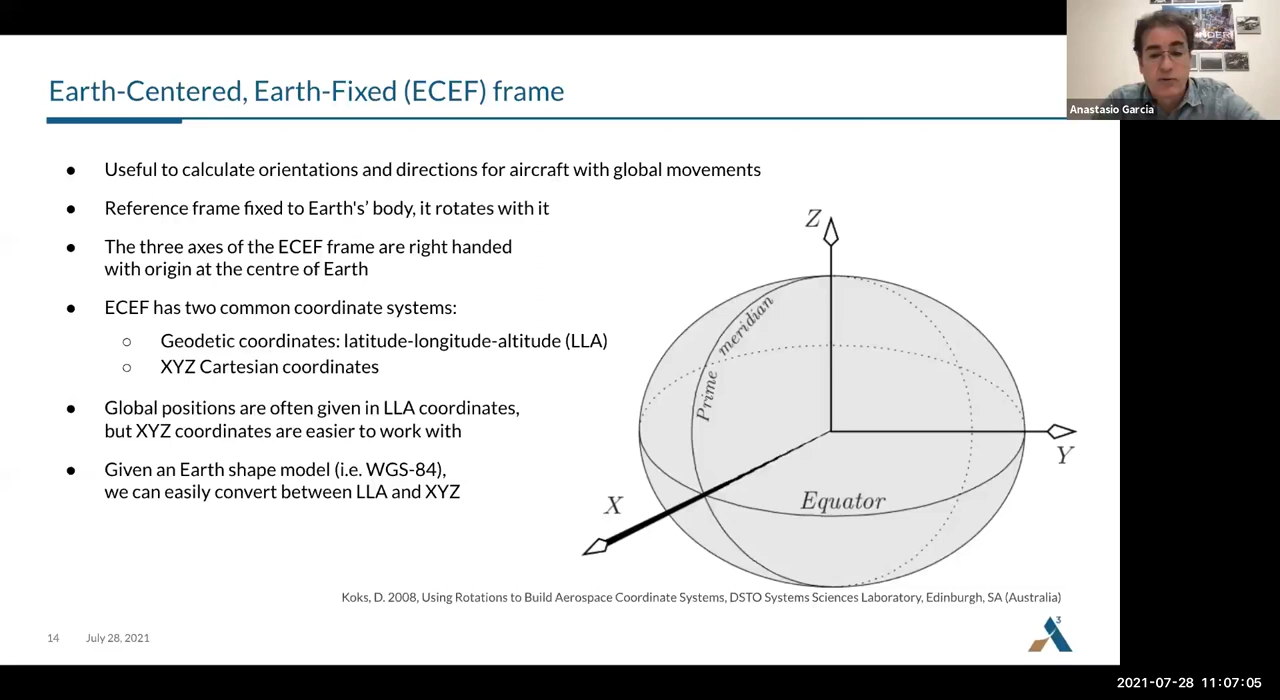 Earth-Centered, Earth-Fixed (ECEF) frame
Anastasio Garcia
● Useful to calculate orientations and directions for aircraft with global movements
● Reference frame fixed to Earth's’ body, it rotates with it
● The three axes of the ECEF frame are right handed
with origin at the centre of Earth
● ECEF has two common coordinate systems:
○ Geodetic coordinates: latitude-longitude-altitude (LLA)
○ XYZ Cartesian coordinates
● Global positions are often given in LLA coordinates,
but XYZ coordinates are easier to work with
● Given an Earth shape model (i.e. WGS-84),
we can easily convert between LLA and XYZ
Z
Prime meridian
Y
X
Equator
Koks, D. 2008, Using Rotations to Build Aerospace Coordinate Systems, DSTO Systems Sciences Laboratory, Edinburgh, SA (Australia)
14 July 28, 2021
3
2021-07-28 11:07:05